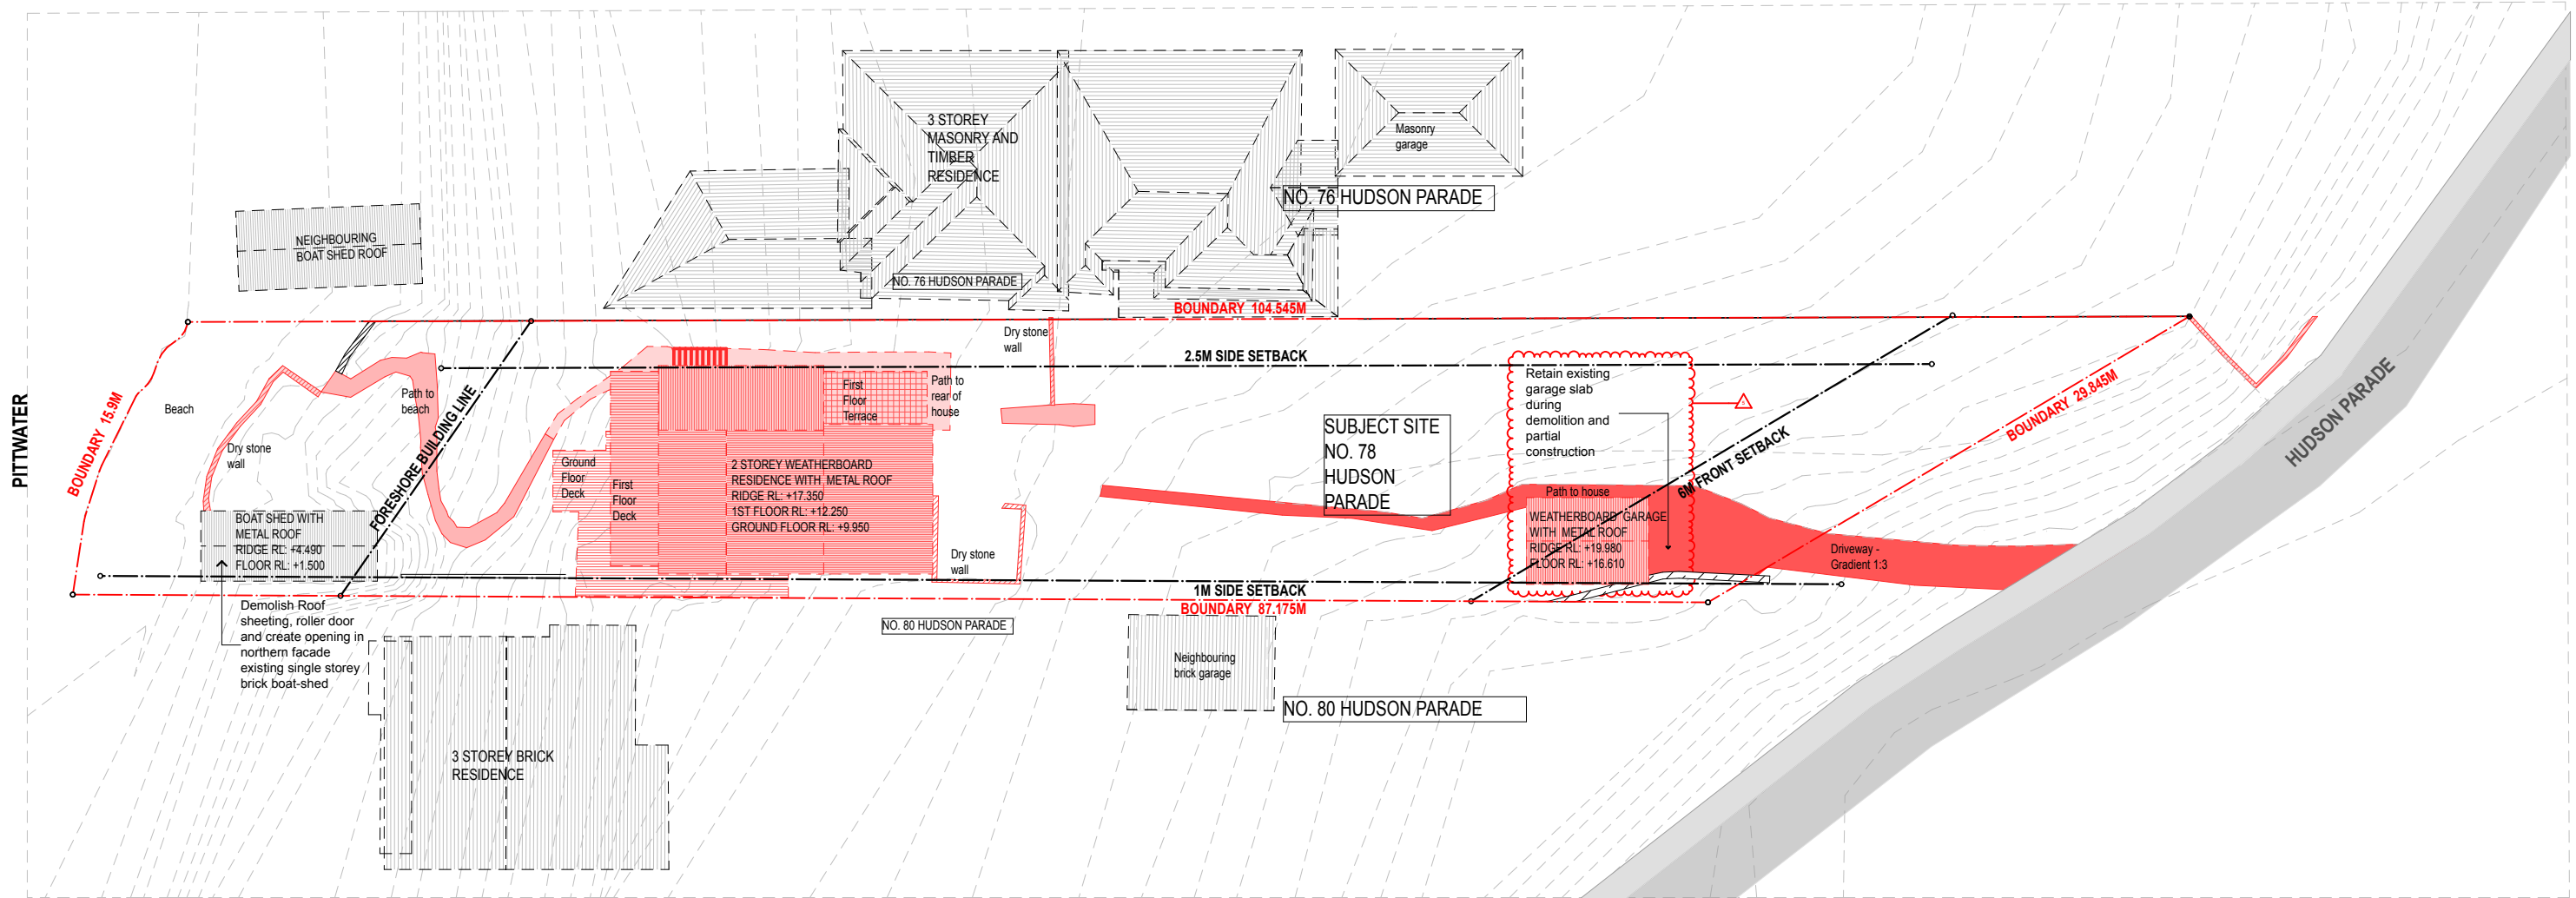 3 STOREY
MASONRY AND
TIMBER
RESIDENCE
Masonry
garage
NO. 76 HUDSON PARADE
NEIGHBOURING
BOAT SHED ROOF
NO. 76 HUDSON PARADE
BOUNDARY 104.545M
PITTWATER
BOUNDARY 15.9M
Beach
Path to
beach
FORESHORE BUILDING LINE
Dry stone
wall
2.5M SIDE SETBACK
First
Floor
Terrace
Path to
rear of
house
Dry stone
wall
Retain existing
garage slab
during
demolition and
partial
construction
SUBJECT SITE
NO. 78
HUDSON
PARADE
6M FRONT SETBACK
BOUNDARY 29.845M
HUDSON PARADE
Ground
Floor
Deck
First
Floor
Deck
2 STOREY WEATHERBOARD
RESIDENCE WITH METAL ROOF
RIDGE RL: +17.350
1ST FLOOR RL: +12.250
GROUND FLOOR RL: +9.950
Path to house
WEATHERBOARD GARAGE
WITH METAL ROOF
RIDGE RL: +19.980
FLOOR RL: +16.610
Driveway -
Gradient 1:3
BOAT SHED WITH
METAL ROOF
RIDGE RL: +4.490
FLOOR RL: +1.500
Dry stone
wall
1M SIDE SETBACK
BOUNDARY 87.175M
Demolish Roof
sheeting, roller door
and create opening in
northern facade
existing single storey
brick boat-shed
NO. 80 HUDSON PARADE
Neighbouring
brick garage
NO. 80 HUDSON PARADE
3 STOREY BRICK
RESIDENCE